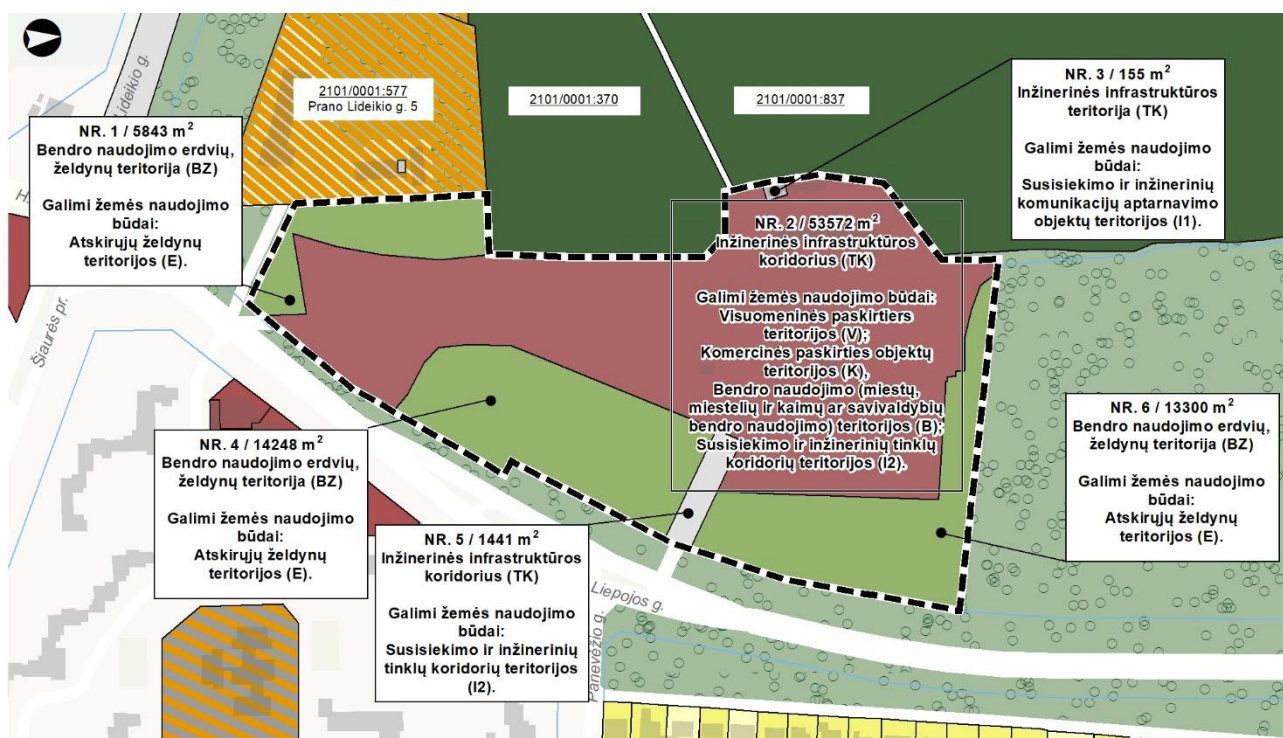 Lideikio g.
2101/0001:577
Prano Lideikio g. 5
2101/0001:370
2101/0001:837
NR. 3 / 155 m²
Inžinerinės infrastruktūros
teritorija (TK)
Galimi žemės naudojimo
būdai:
Susisiekimo ir inžinerinių
komunikacijų aptarnavimo
objektų teritorijos (I1).
NR. 1 / 5843 m²
Bendro naudojimo erdvių,
želdynų teritorija (BZ)
Galimi žemės naudojimo
būdai:
Atskirųjų želdynų
teritorijos (E).
H.
Šiaurės pr.
NR. 2 / 53572 m²
Inžinerinės infrastruktūros
koridorius (TK)
Galimi žemės naudojimo būdai:
Visuomeninės paskirtiers
teritorijos (V);
Komercinės paskirties objektų
teritorijos (K),
Bendro naudojimo (miestų,
miestelių ir kaimų ar savivaldybių
bendro naudojimo) teritorijos (B);
Susisiekimo ir inžinerinių tinklų
koridorių teritorijos (I2).
NR. 4 / 14248 m²
Bendro naudojimo erdvių,
želdynų teritorija (BZ)
Galimi žemės naudojimo
būdai:
Atskirųjų želdynų
teritorijos (E).
NR. 5 / 1441 m²
Inžinerinės infrastruktūros
koridorius (TK)
Galimi žemės naudojimo
būdai:
Susisiekimo ir inžinerinių
tinklų koridorių teritorijos
(I2).
NR. 6 / 13300 m²
Bendro naudojimo erdvių,
želdynų teritorija (BZ)
Galimi žemės naudojimo
būdai:
Atskirųjų želdynų
teritorijos (E).
Liepojos g.
Panevėžio g.